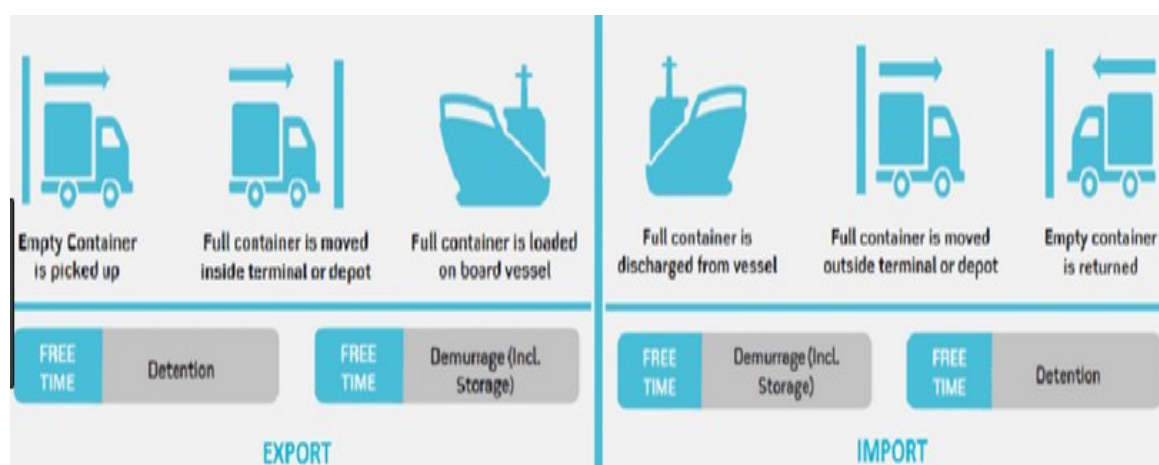 Empty Container
is picked up
Full container is moved
inside terminal or depot
Full container is loaded
on board vessel
FREE
TIME
Detention
FREE
TIME
Demurrage (Incl.
Storage)
EXPORT
Full container is
discharged from vessel
Full container is moved
outside terminal or depot
Empty container
is returned
FREE
TIME
Demurrage (Incl.
Storage)
FREE
TIME
Detention
IMPORT